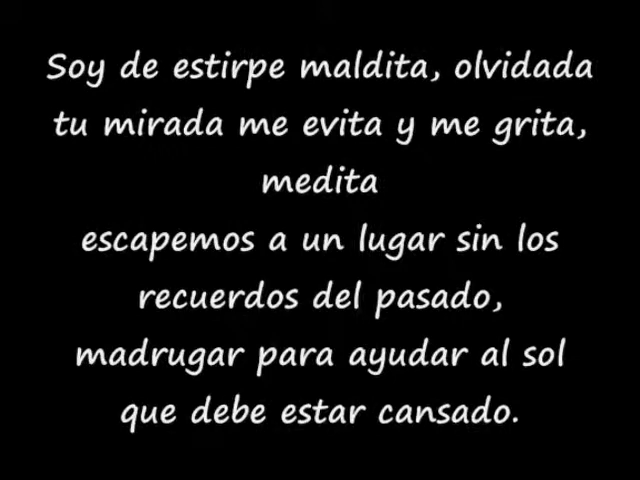 Soy de estirpe maldita, olvidada
tu mirada me evita y me grita,
medita
escapemos a un lugar sin los
recuerdos del pasado,
madrugar para ayudar al sol
que debe estar cansado.